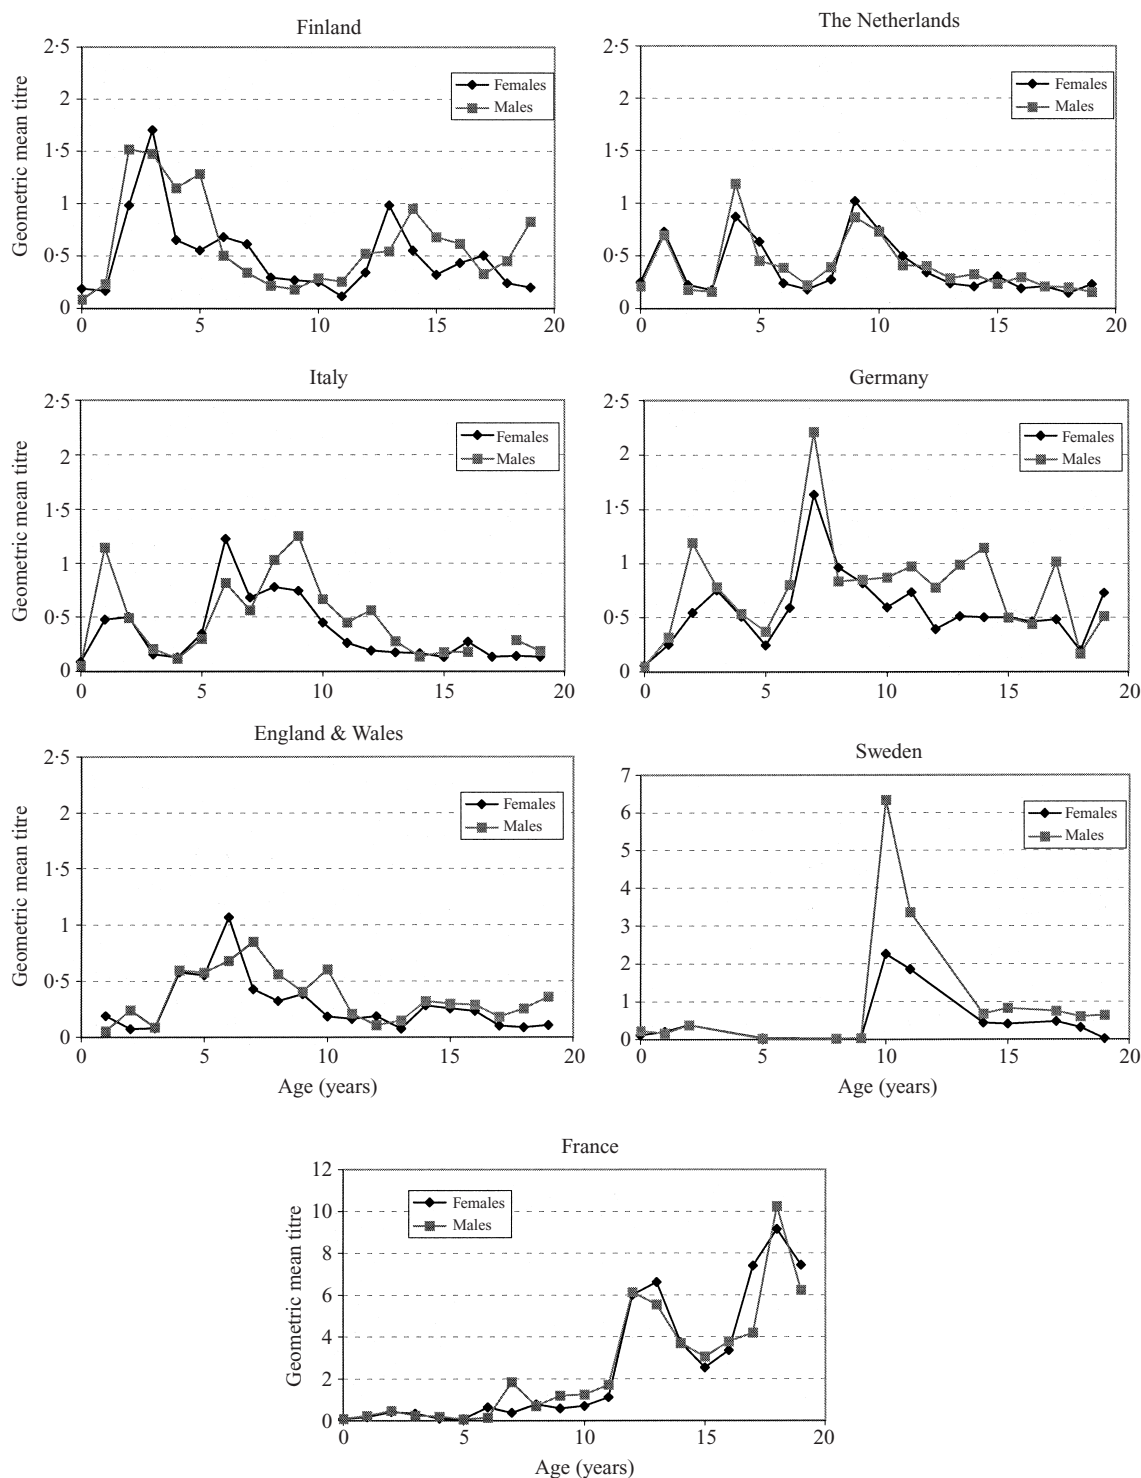 Finland
The Netherlands
Geometric mean titre
2·5
2
1·5
1
0·5
0
0 5 10 15 20
Females
Males
2·5
2
1·5
1
0·5
0
0 5 10 15 20
Females
Males
Italy
Germany
Geometric mean titre
2·5
2
1·5
1
0·5
0
0 5 10 15 20
Females
Males
2·5
2
1·5
1
0·5
0
0 5 10 15 20
Females
Males
England & Wales
Sweden
Geometric mean titre
2·5
2
1·5
1
0·5
0
0 5 10 15 20
Age (years)
Females
Males
7
6
5
4
3
2
1
0
0 5 10 15 20
Age (years)
Females
Males
France
Geometric mean titre
12
10
8
6
4
2
0
0 5 10 15 20
Age (years)
Females
Males